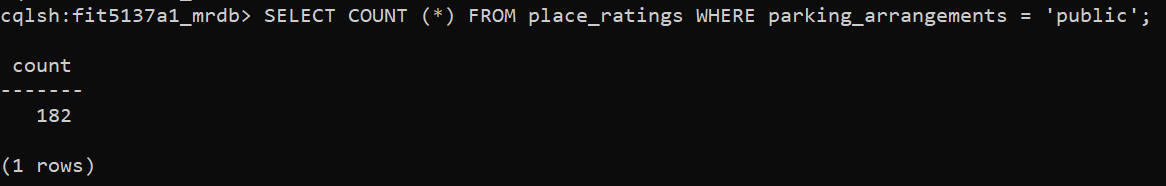 cqlsh:fit5137a1_mrdb> SELECT COUNT (*) FROM place_ratings WHERE parking_arrangements = 'public';
count
-------
182
(1 rows)